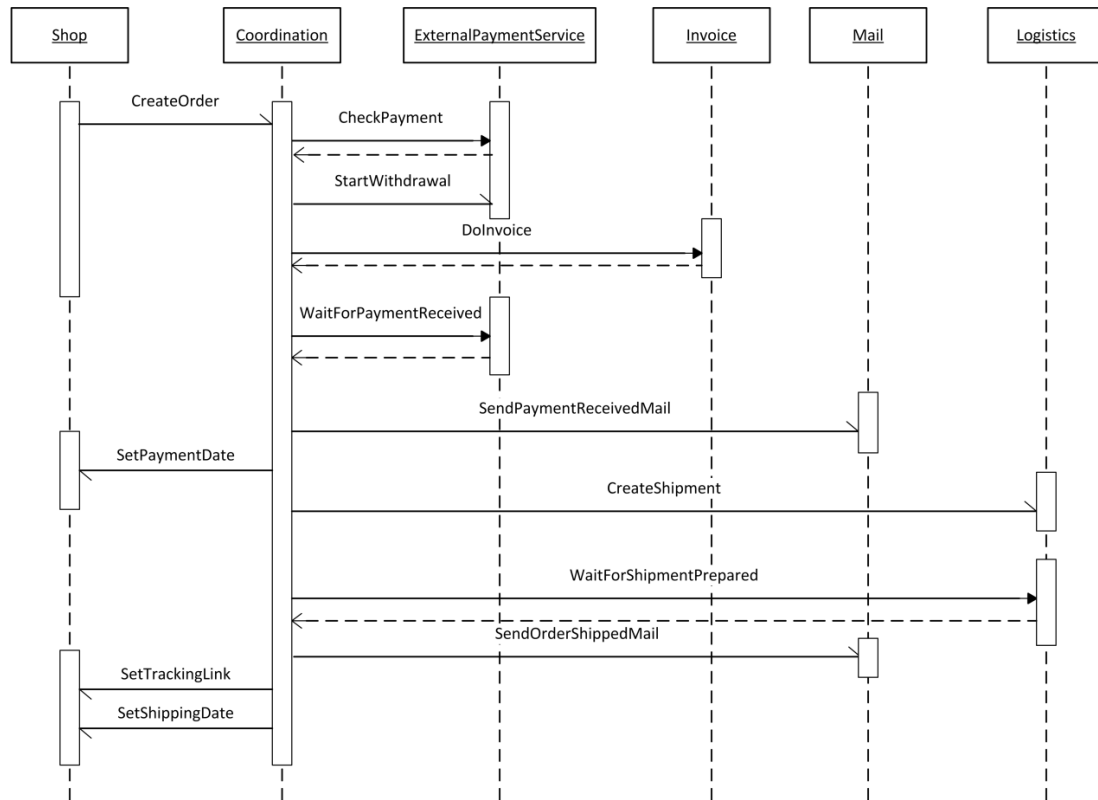 Shop
Coordination
ExternalPaymentService
Invoice
Mail
Logistics
CreateOrder
CheckPayment
StartWithdrawal
DoInvoice
WaitForPaymentReceived
SendPaymentReceivedMail
SetPaymentDate
CreateShipment
WaitForShipmentPrepared
SendOrderShippedMail
SetTrackingLink
SetShippingDate